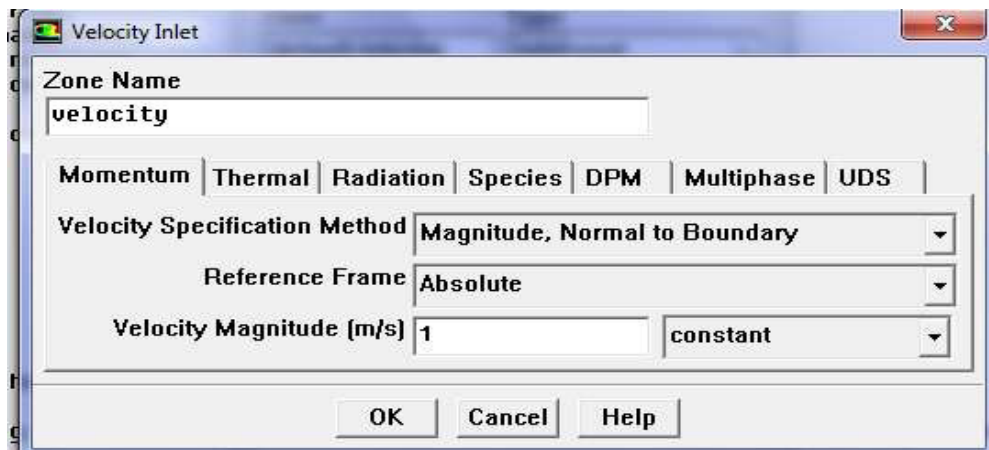 Velocity Inlet
Zone Name
velocity
Momentum Thermal Radiation Species DPM Multiphase UDS
Velocity Specification Method Magnitude, Normal to Boundary
Reference Frame Absolute
Velocity Magnitude (m/s) 1 constant
OK Cancel Help